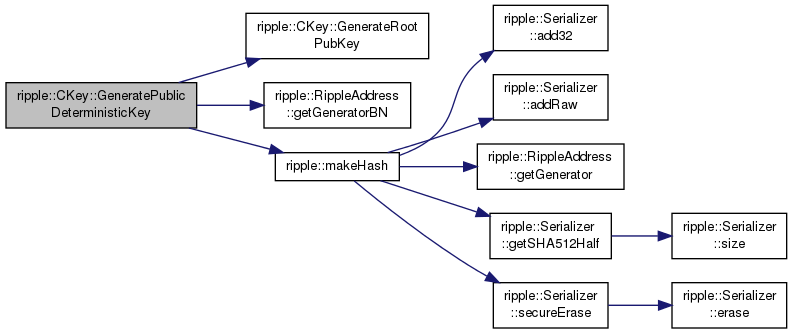 ripple::CKey::GeneratePublic
DeterministicKey
ripple::CKey::GenerateRoot
PubKey
ripple::RippleAddress
::getGeneratorBN
ripple::makeHash
ripple::Serializer
::add32
ripple::Serializer
::addRaw
ripple::RippleAddress
::getGenerator
ripple::Serializer
::getSHA512Half
ripple::Serializer
::secureErase
ripple::Serializer
::size
ripple::Serializer
::erase